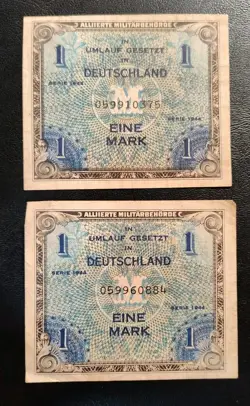 ALLIIERTE MILITÄRBEHÖRDE
1 IN 1
UMLAUF GESETZT
IN
DEUTSCHLAND
SERIE 1944
059910375
SERIE 1944
1 EINE 1
MARK
ALLIIERTE MILITÄRBEHÖRDE
1 IN 1
UMLAUF GESETZT
IN
DEUTSCHLAND
SERIE 1944
059960884
SERIE 1944
1 EINE 1
MARK